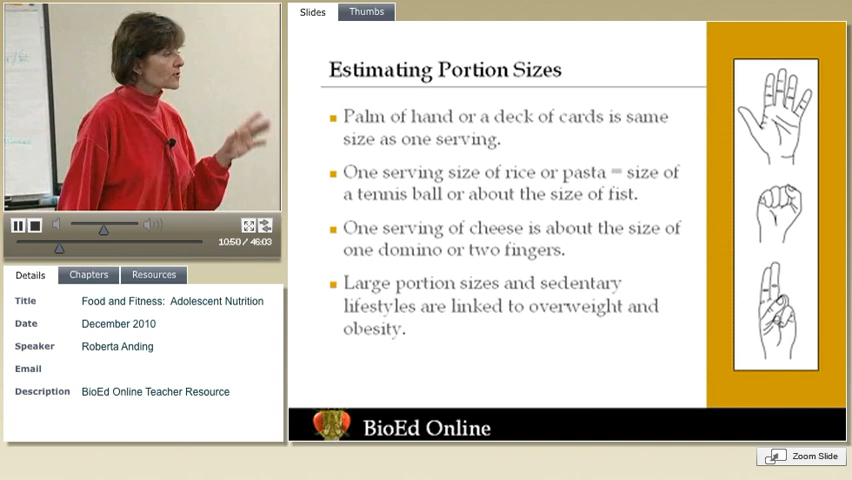 Slides
Thumbs
Estimating Portion Sizes
Palm of hand or a deck of cards is same
size as one serving.
One serving size of rice or pasta = size of
a tennis ball or about the size of fist.
One serving of cheese is about the size of
one domino or two fingers.
Large portion sizes and sedentary
lifestyles are linked to overweight and
obesity.
BioEd Online
Zoom Slide
10:50 / 46:03
Details
Chapters
Resources
Title Food and Fitness: Adolescent Nutrition
Date December 2010
Speaker Roberta Anding
Email
Description BioEd Online Teacher Resource